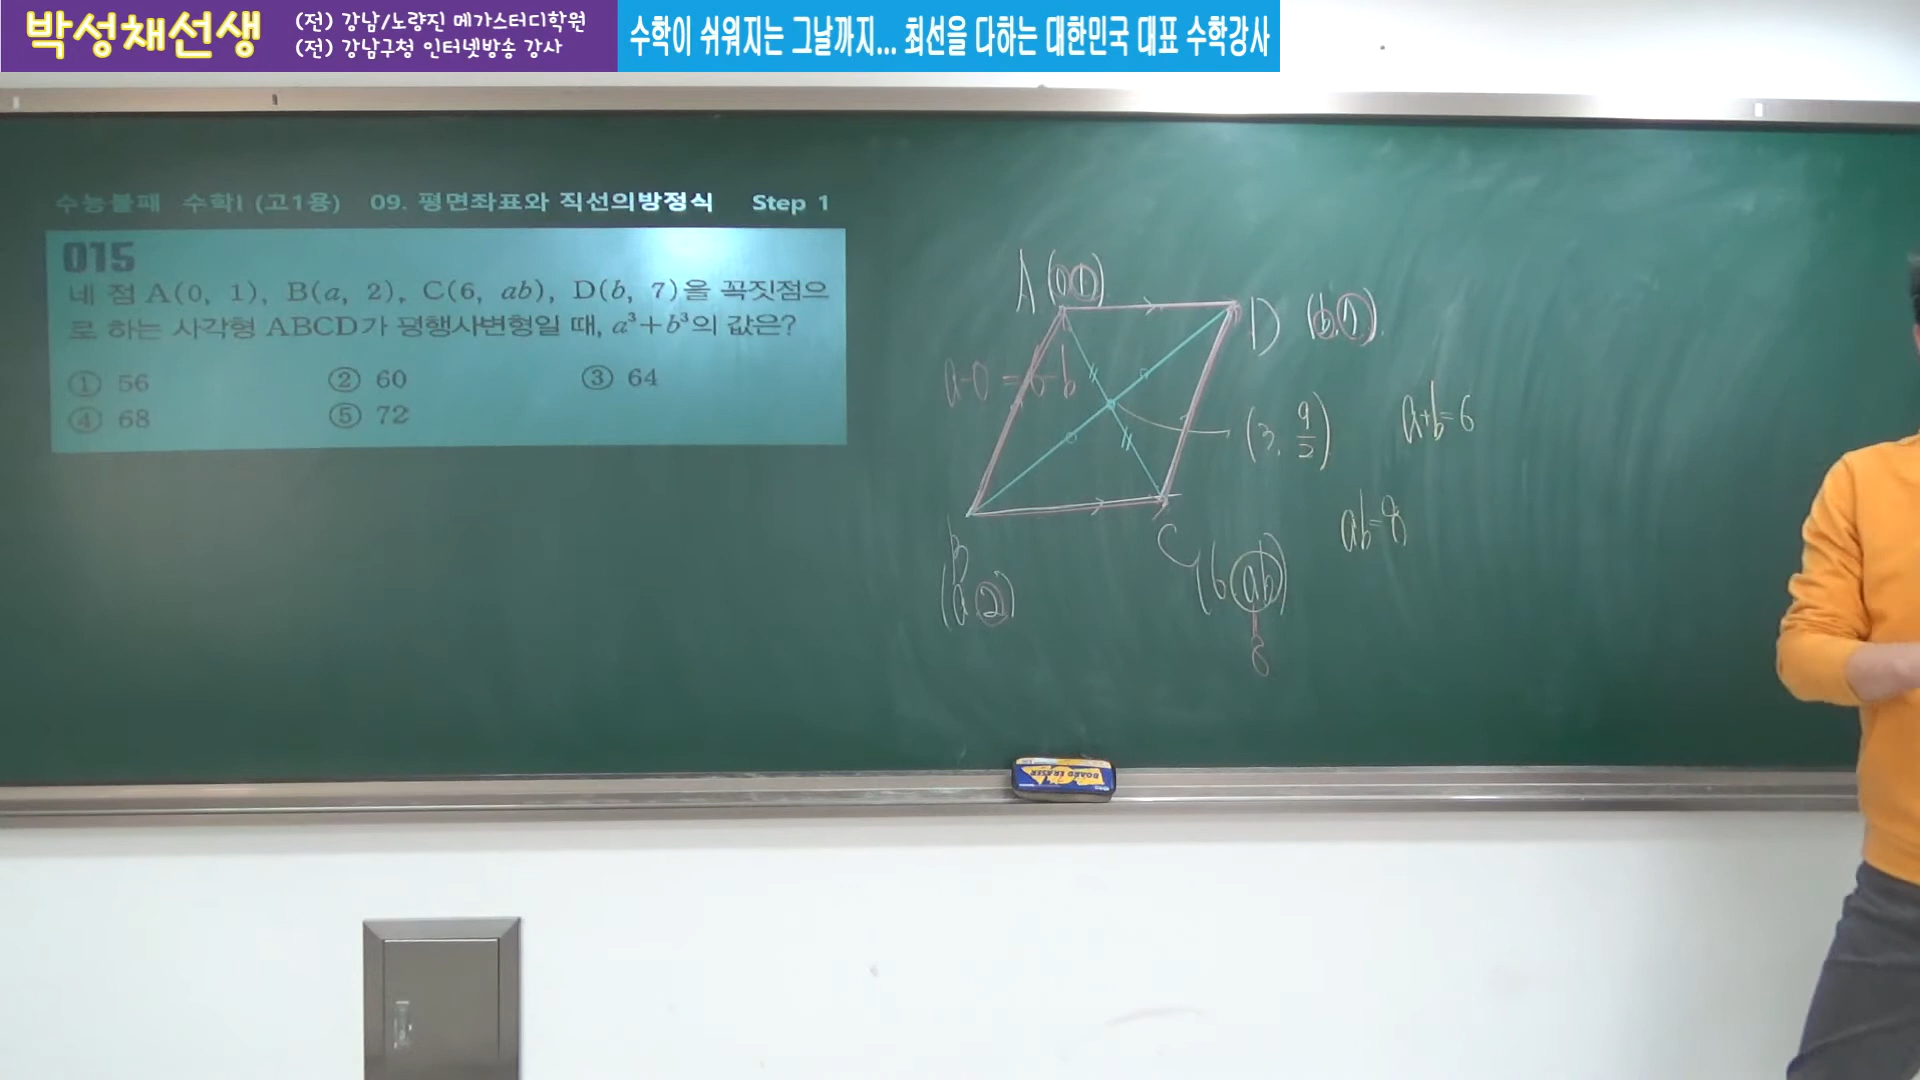 박성채선생
(전) 강남/노량진 메가스터디학원
(전) 강남구청 인터넷방송 강사
수학이 쉬워지는 그날까지... 최선을 다하는 대한민국 대표 수학강사
수능불패 수학I (고1용) 09. 평면좌표와 직선의방정식 Step 1
015
네 점 A(0, 1), B(a, 2), C(6, ab), D(b, 7)을 꼭짓점으
로 하는 사각형 ABCD가 평행사변형일 때, a³+b³의 값은?
① 56 ② 60 ③ 64
④ 68 ⑤ 72
A (0 1)
D (b, 7)
a-0 = 6-b
(3, 9/2)
a+b=6
ab=8
B
(a 2)
C (6 ab)
8
BOARD ERASER